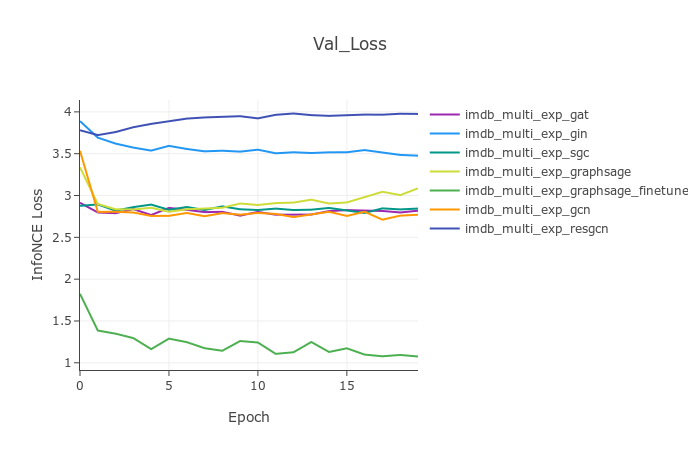 Val_Loss
InfoNCE Loss
4
3.5
3
2.5
2
1.5
1
0
5
10
15
Epoch
imdb_multi_exp_gat
imdb_multi_exp_gin
imdb_multi_exp_sgc
imdb_multi_exp_graphsage
imdb_multi_exp_graphsage_finetune
imdb_multi_exp_gcn
imdb_multi_exp_resgcn